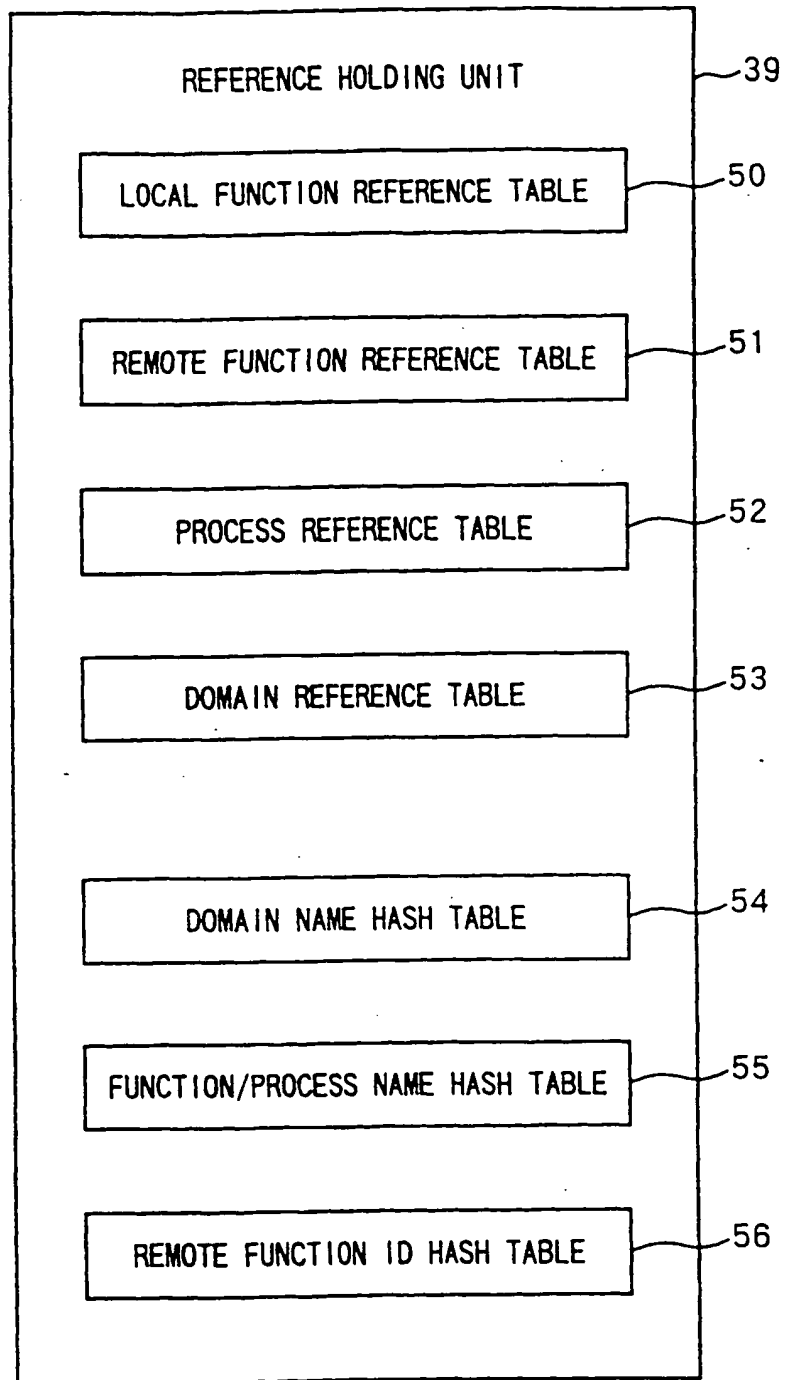 REFERENCE HOLDING UNIT
39
LOCAL FUNCTION REFERENCE TABLE
50
REMOTE FUNCTION REFERENCE TABLE
51
PROCESS REFERENCE TABLE
52
DOMAIN REFERENCE TABLE
53
DOMAIN NAME HASH TABLE
54
FUNCTION/PROCESS NAME HASH TABLE
55
REMOTE FUNCTION ID HASH TABLE
56